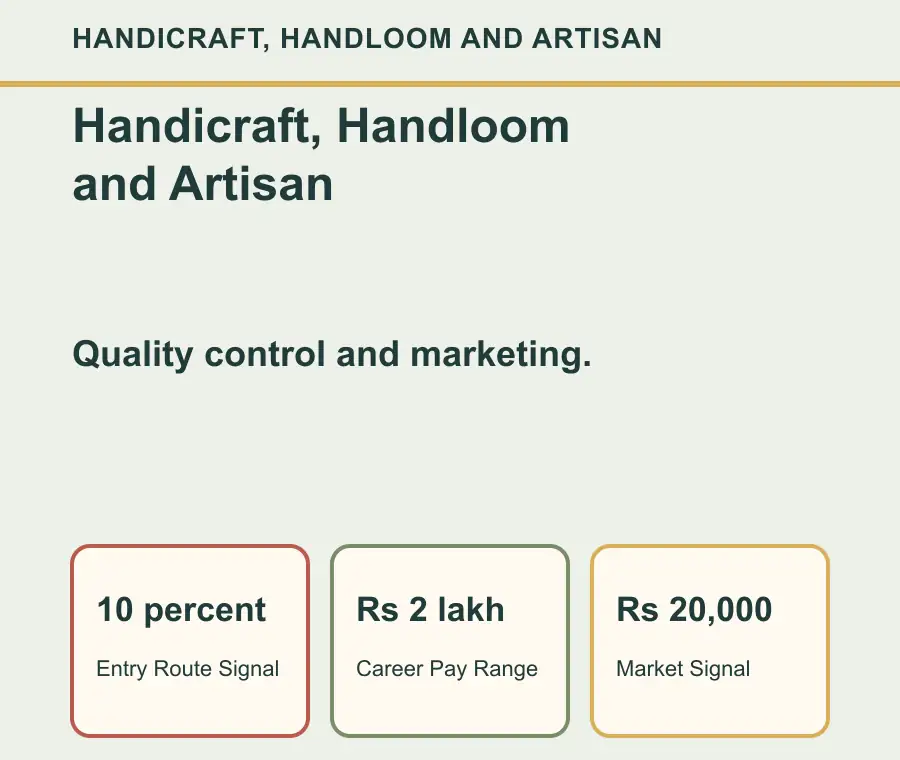 HANDICRAFT, HANDLOOM AND ARTISAN
Handicraft, Handloom
and Artisan
Quality control and marketing.
10 percent
Entry Route Signal
Rs 2 lakh
Career Pay Range
Rs 20,000
Market Signal